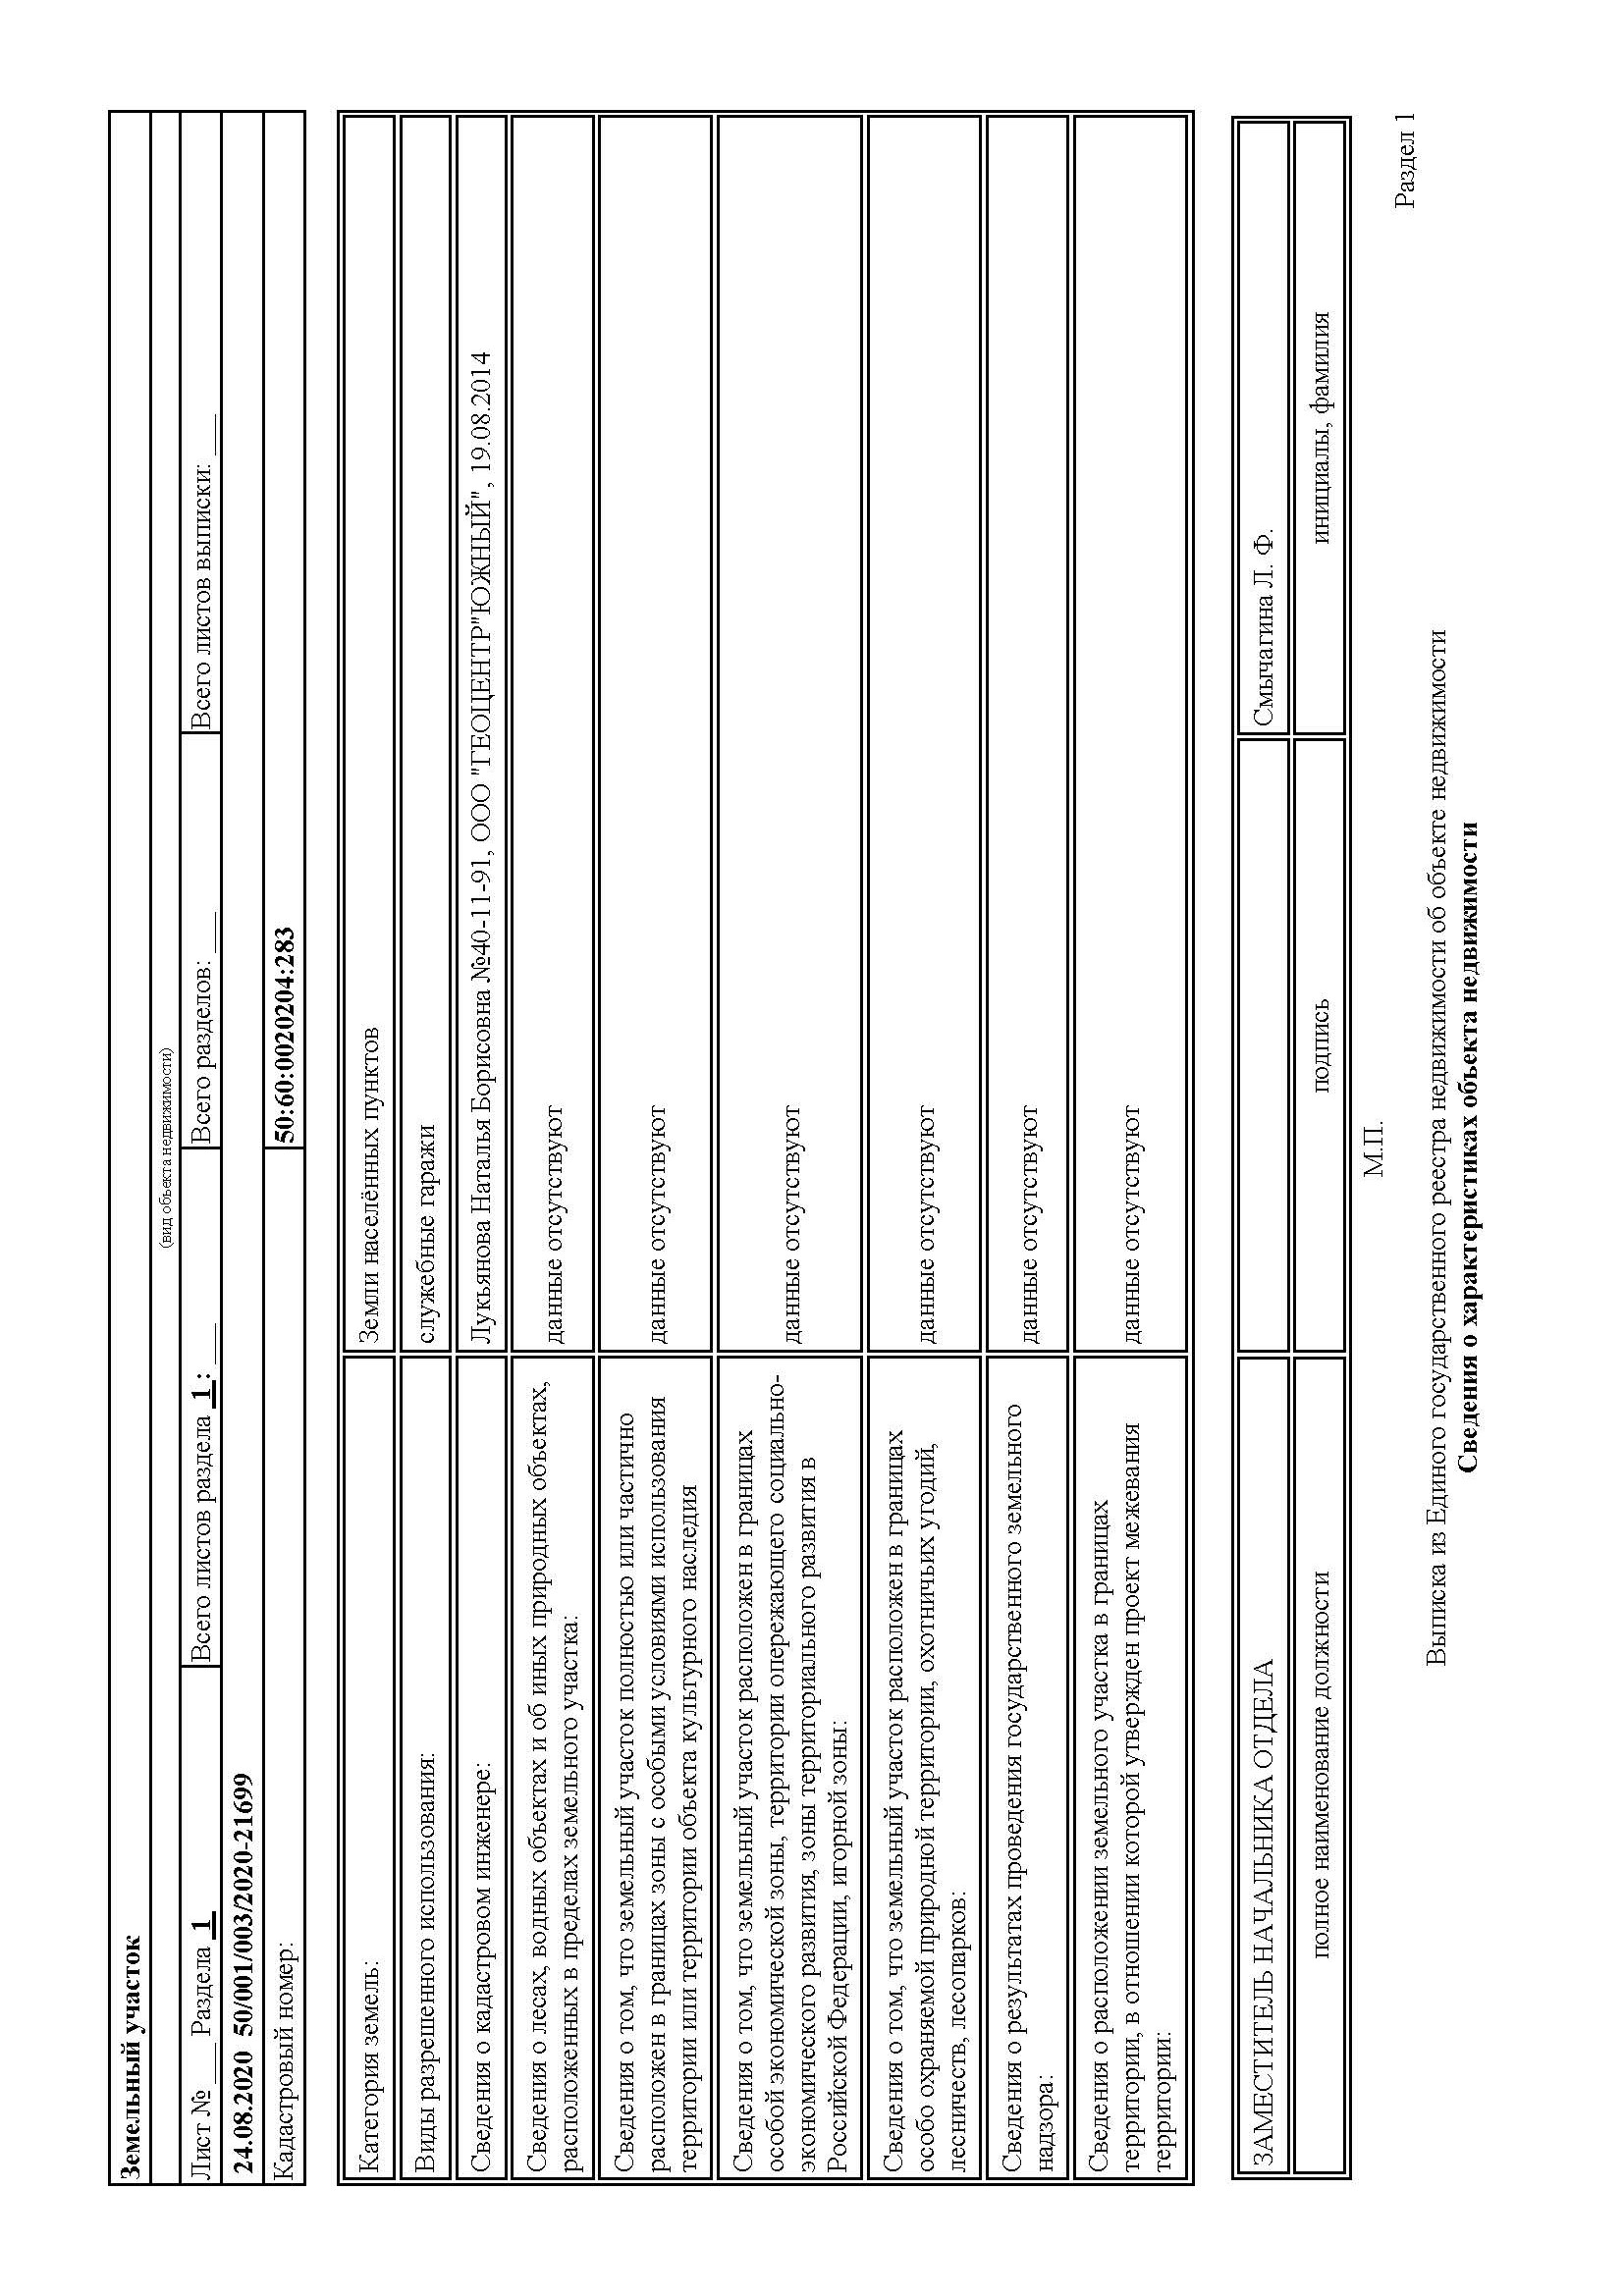 Земельный участок
(вид объекта недвижимости)
Лист № ___ Раздела 1
Всего листов раздела 1 : ___
Всего разделов: ___
Всего листов выписки: ___
24.08.2020 50/001/003/2020-21699
Кадастровый номер:
50:60:0020204:283
Категория земель:
Земли населённых пунктов
Виды разрешенного использования:
служебные гаражи
Сведения о кадастровом инженере:
Лукьянова Наталья Борисовна №40-11-91, ООО "ГЕОЦЕНТР"ЮЖНЫЙ", 19.08.2014
Сведения о лесах, водных объектах и об иных природных объектах,
расположенных в пределах земельного участка:
данные отсутствуют
Сведения о том, что земельный участок полностью или частично
расположен в границах зоны с особыми условиями использования
территории или территории объекта культурного наследия
данные отсутствуют
Сведения о том, что земельный участок расположен в границах
особой экономической зоны, территории опережающего социально-
экономического развития, зоны территориального развития в
Российской Федерации, игорной зоны:
данные отсутствуют
Сведения о том, что земельный участок расположен в границах
особо охраняемой природной территории, охотничьих угодий,
лесничеств, лесопарков:
данные отсутствуют
Сведения о результатах проведения государственного земельного
надзора:
данные отсутствуют
Сведения о расположении земельного участка в границах
территории, в отношении которой утвержден проект межевания
территории:
данные отсутствуют
ЗАМЕСТИТЕЛЬ НАЧАЛЬНИКА ОТДЕЛА
Смычагина Л. Ф.
полное наименование должности
подпись
инициалы, фамилия
М.П.
Раздел 1
Выписка из Единого государственного реестра недвижимости об объекте недвижимости
Сведения о характеристиках объекта недвижимости